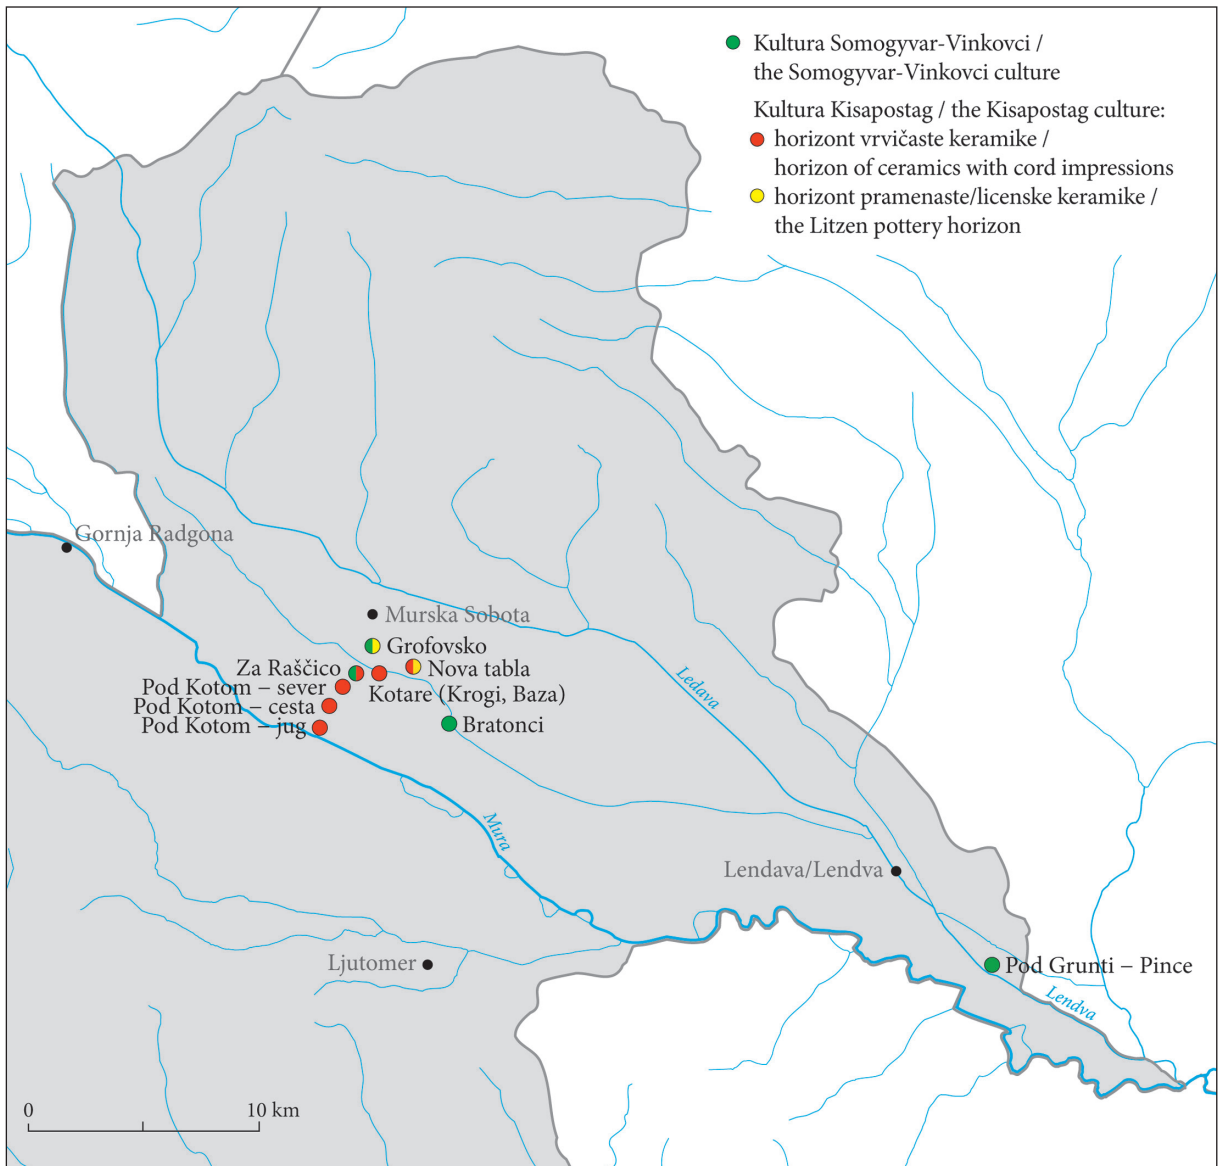 Kultura Somogyvar-Vinkovci /
the Somogyvar-Vinkovci culture
Kultura Kisapostag / the Kisapostag culture:
horizont vrvičaste keramike /
horizon of ceramics with cord impressions
horizont pramenaste/licenske keramike /
the Litzen pottery horizon
Gornja Radgona
Murska Sobota
Grofovsko
Za Raščico
Nova tabla
Pod Kotom – sever
Kotare (Krogi, Baza)
Pod Kotom – cesta
Pod Kotom – jug
Bratonci
Ledava
Mura
Lendava/Lendva
Ljutomer
Pod Grunti – Pince
Lendva
0 10 km